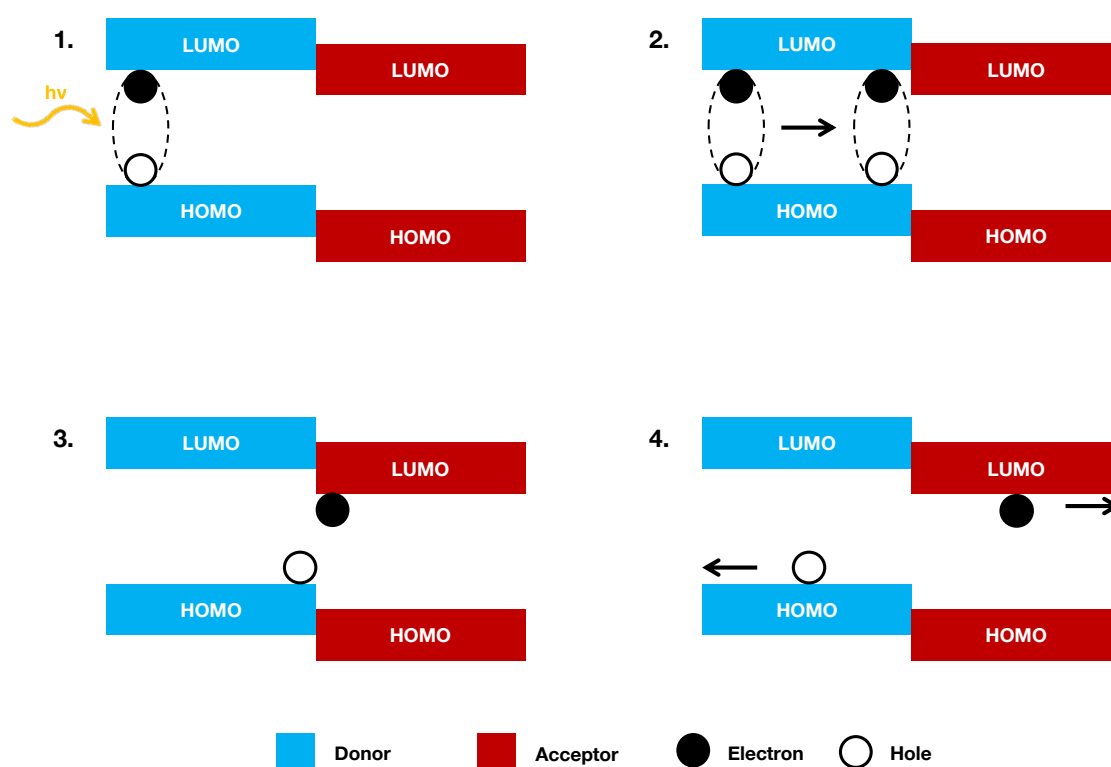 1.
LUMO
LUMO
hν
HOMO
HOMO
2.
LUMO
LUMO
HOMO
HOMO
3.
LUMO
LUMO
HOMO
HOMO
4.
LUMO
LUMO
HOMO
HOMO
Donor
Acceptor
Electron
Hole